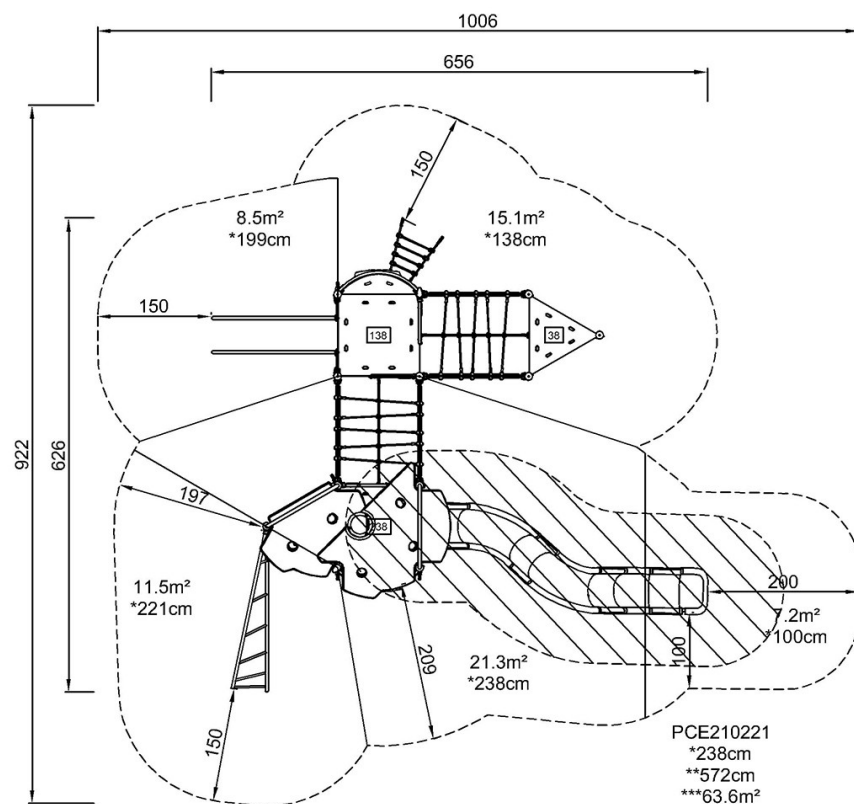 1006
656
150
8.5m²
*199cm
15.1m²
*138cm
150
138
38
922
626
197
11.5m²
*221cm
200
7.2m²
*100cm
100
21.3m²
*238cm
209
150
PCE210221
*238cm
**572cm
***63.6m²